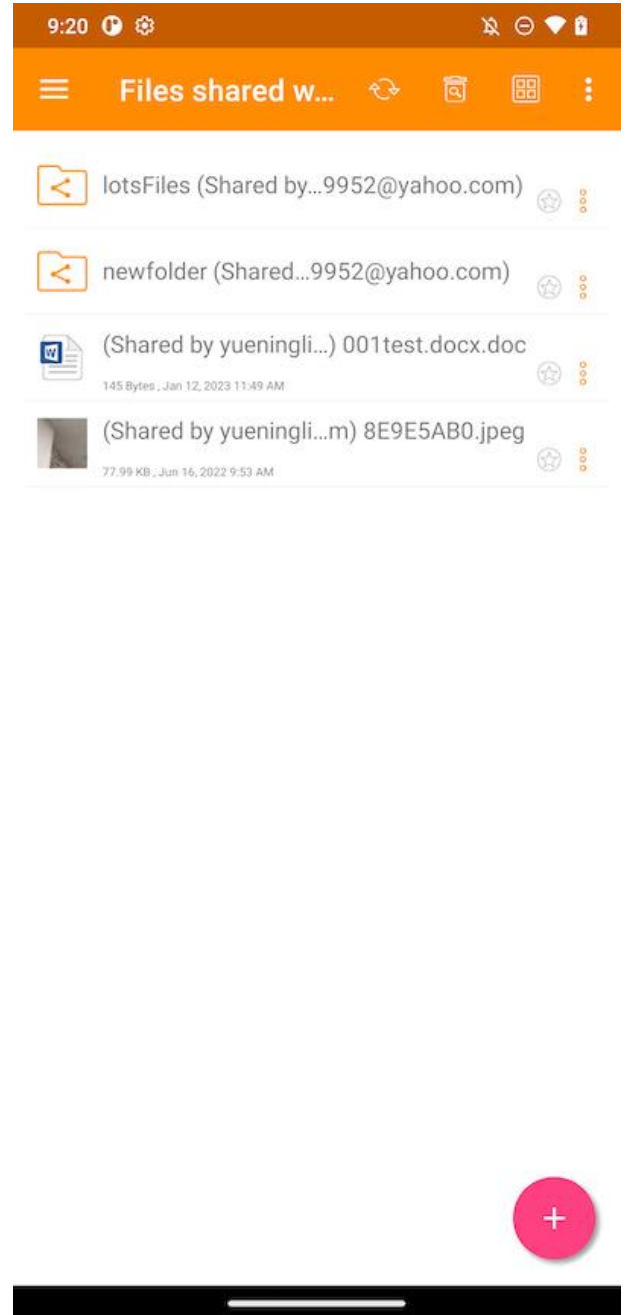 9:20
Files shared w...
lotsFiles (Shared by...9952@yahoo.com)
newfolder (Shared...9952@yahoo.com)
W
(Shared by yueningli...) 001test.docx.doc
145 Bytes , Jan 12, 2023 11:49 AM
(Shared by yueningli...m) 8E9E5AB0.jpeg
77.99 KB , Jun 16, 2022 9:53 AM
+